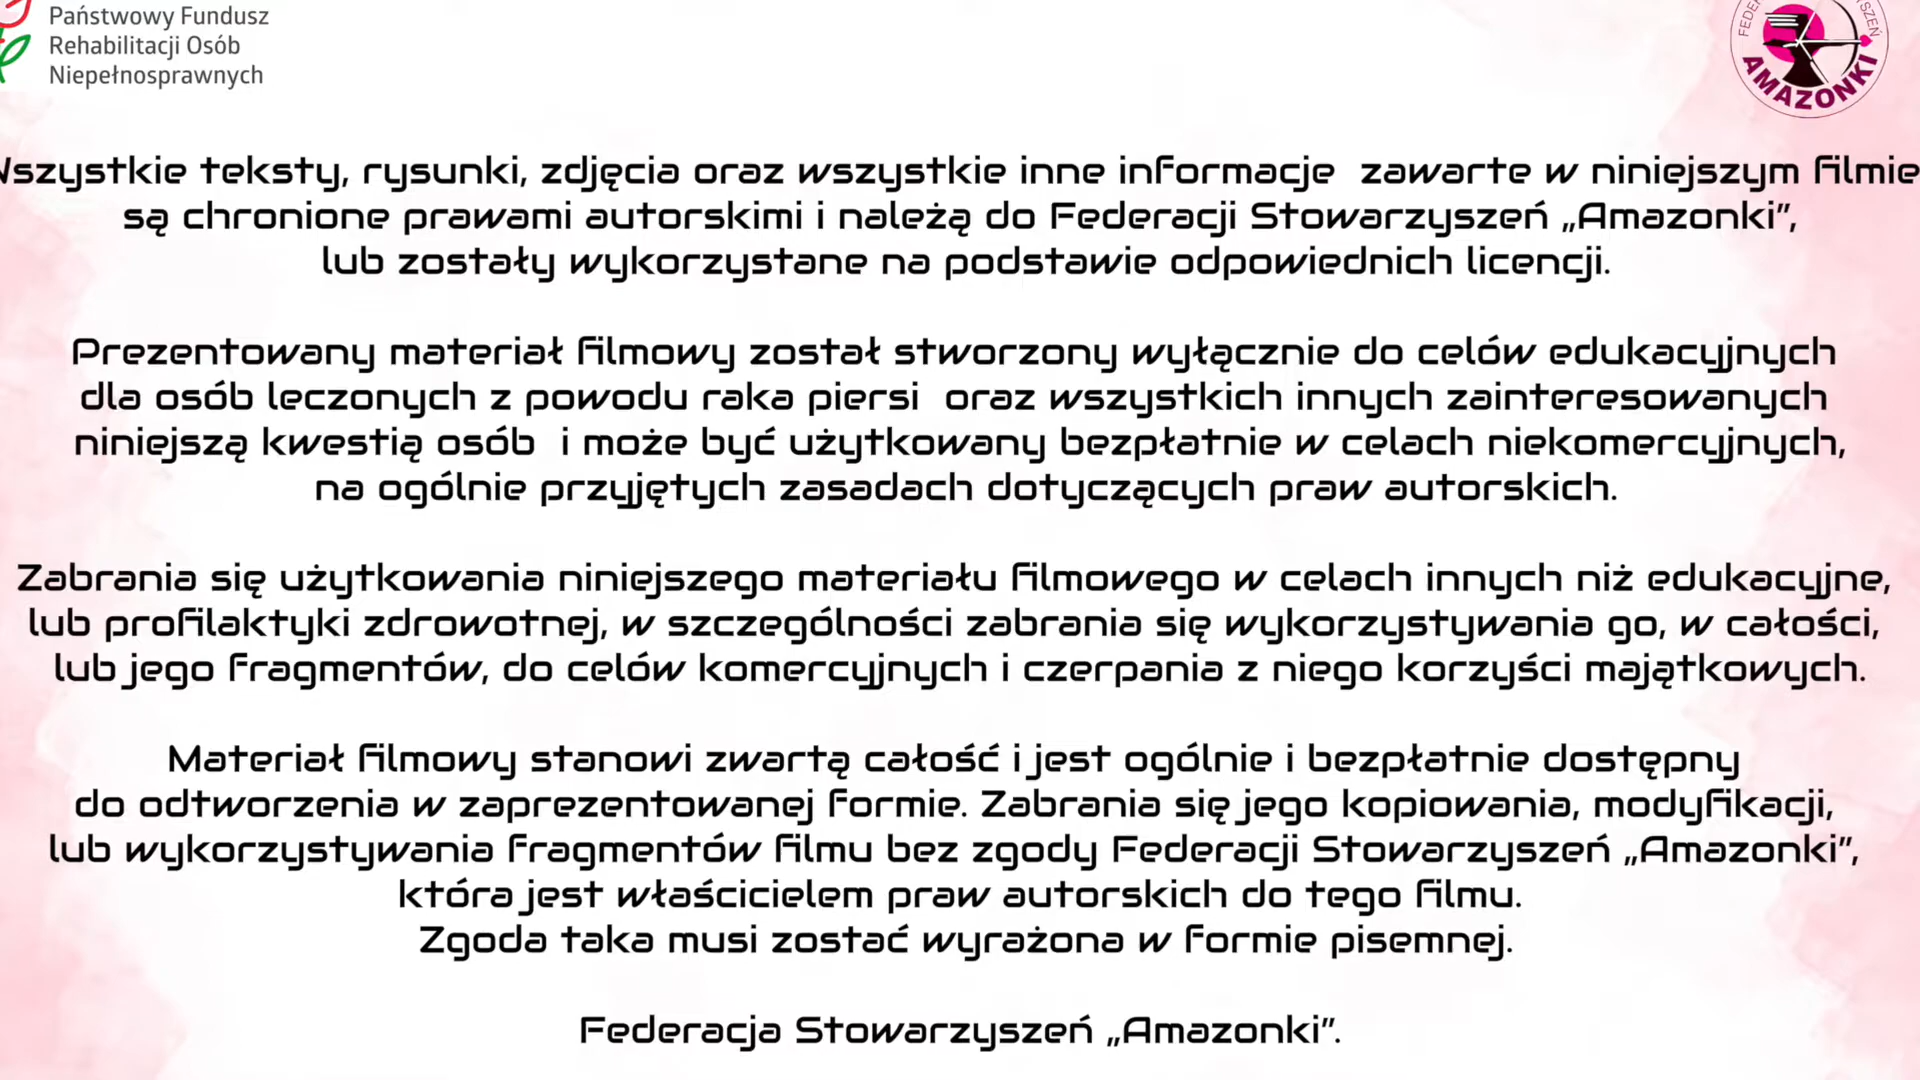 Państwowy Fundusz
Rehabilitacji Osób
Niepełnosprawnych
AMAZONKI
Wszystkie teksty, rysunki, zdjęcia oraz wszystkie inne informacje zawarte w niniejszym filmie
są chronione prawami autorskimi i należą do Federacji Stowarzyszeń „Amazonki”,
lub zostały wykorzystane na podstawie odpowiednich licencji.
Prezentowany materiał filmowy został stworzony wyłącznie do celów edukacyjnych
dla osób leczonych z powodu raka piersi oraz wszystkich innych zainteresowanych
niniejszą kwestią osób i może być użytkowany bezpłatnie w celach niekomercyjnych,
na ogólnie przyjętych zasadach dotyczących praw autorskich.
Zabrania się użytkowania niniejszego materiału filmowego w celach innych niż edukacyjne,
lub profilaktyki zdrowotnej, w szczególności zabrania się wykorzystywania go, w całości,
lub jego fragmentów, do celów komercyjnych i czerpania z niego korzyści majątkowych.
Materiał filmowy stanowi zwartą całość i jest ogólnie i bezpłatnie dostępny
do odtworzenia w zaprezentowanej formie. Zabrania się jego kopiowania, modyfikacji,
lub wykorzystywania fragmentów filmu bez zgody Federacji Stowarzyszeń „Amazonki”,
która jest właścicielem praw autorskich do tego filmu.
Zgoda taka musi zostać wyrażona w formie pisemnej.
Federacja Stowarzyszeń „Amazonki”.